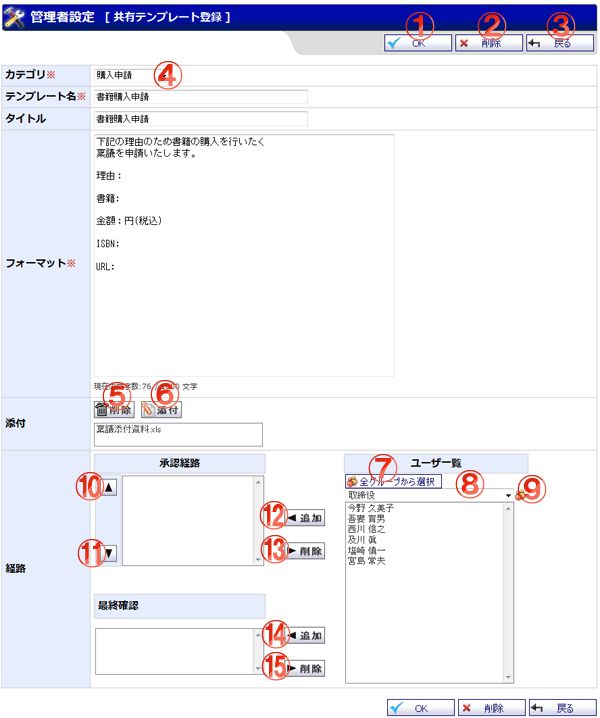 管理者設定 [ 共有テンプレート登録 ]
① ② ③
OK 削除 戻る
カテゴリ※ 購入申請 ④
テンプレート名※ 書籍購入申請
タイトル 書籍購入申請
フォーマット※
下記の理由のため書籍の購入を行いたく
稟議を申請いたします。
理由：
書籍：
金額：円(税込)
ISBN:
URL:
現在の文字数:76 文字
⑤ ⑥
削除 添付
添付
稟議添付資料.xls
経路
承認経路 ユーザ一覧
⑦
全グループから選択
⑧ ⑨
取締役
⑩ ▲
⑪ ▼
⑫ ◀ 追加
⑬ ▶ 削除
今野 久美子
吾妻 育男
西川 信之
及川 眞
塩崎 慎一
宮島 常夫
最終確認
⑭ ◀ 追加
⑮ ▶ 削除
OK 削除 戻る